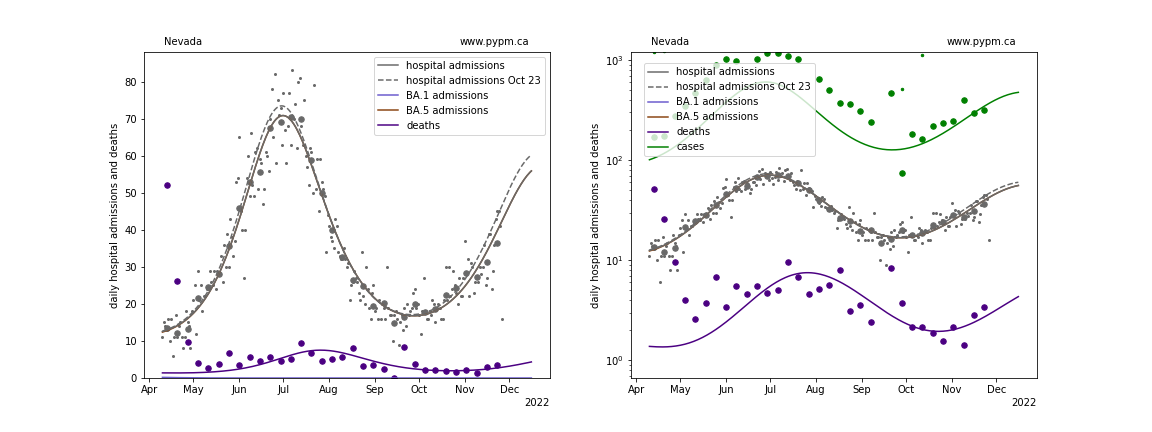 Nevada www.pypm.ca
daily hospital admissions and deaths
80
70
60
50
40
30
20
10
0
hospital admissions
hospital admissions Oct 23
BA.1 admissions
BA.5 admissions
deaths
Apr May Jun Jul Aug Sep Oct Nov Dec
2022
Nevada www.pypm.ca
daily hospital admissions and deaths
10³
10²
10¹
10⁰
hospital admissions
hospital admissions Oct 23
BA.1 admissions
BA.5 admissions
deaths
cases
Apr May Jun Jul Aug Sep Oct Nov Dec
2022